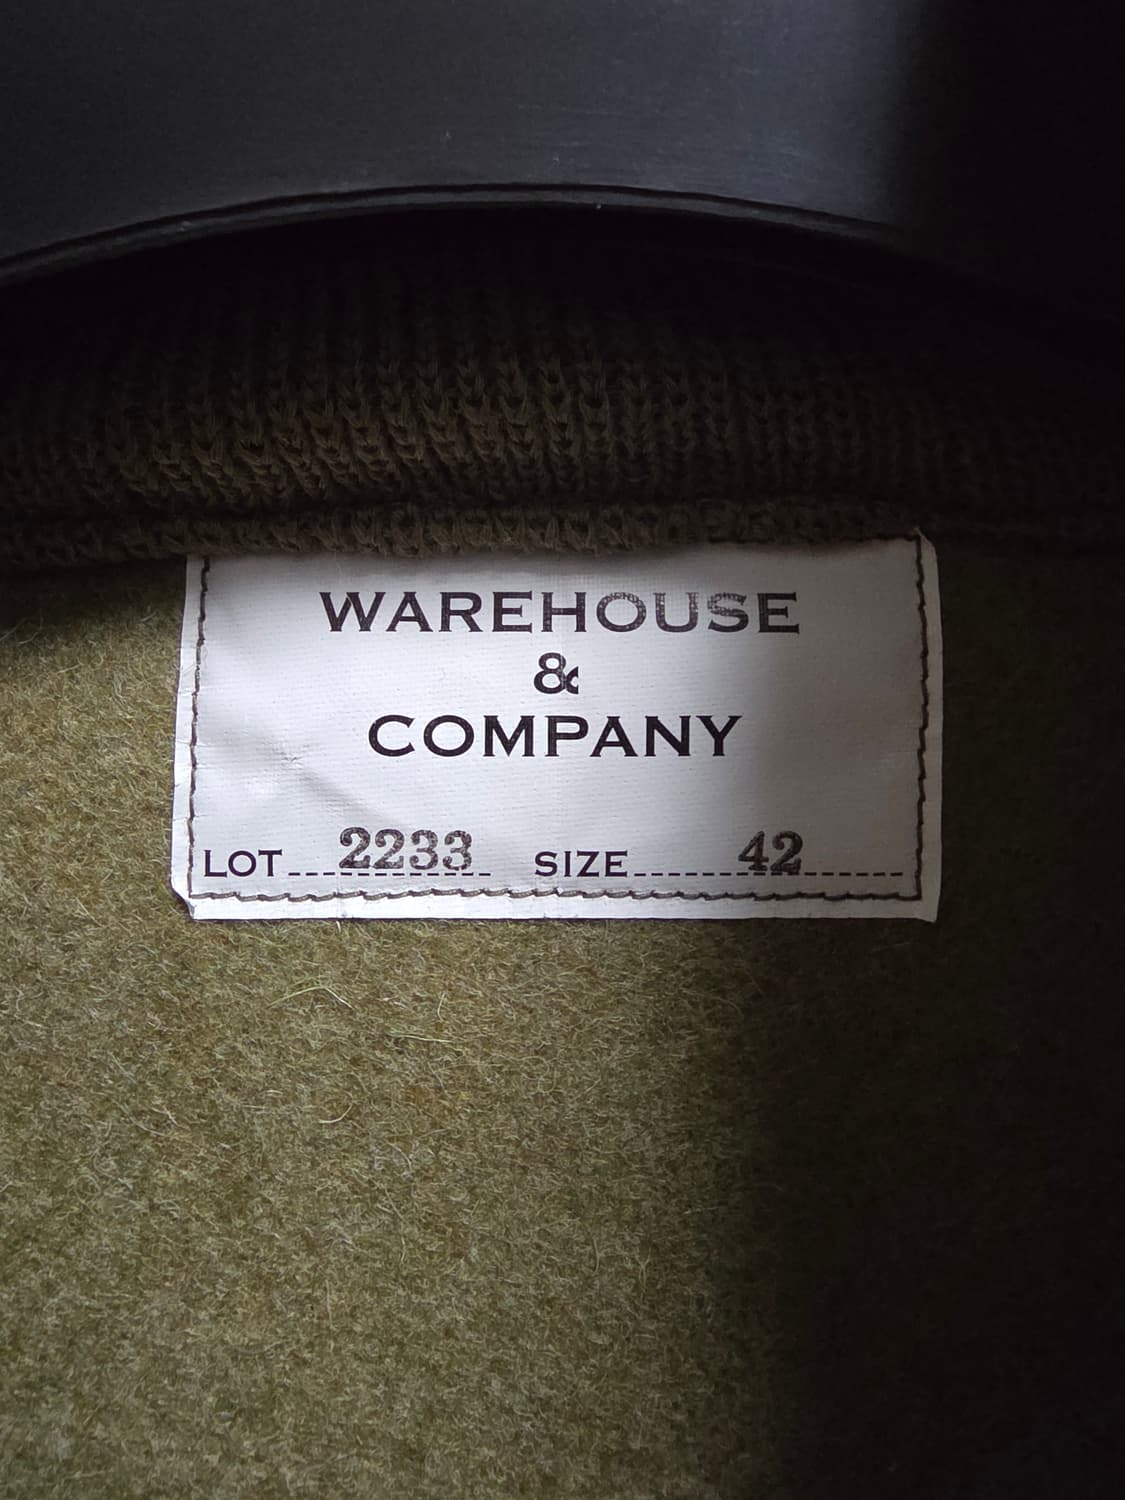 WAREHOUSE
&
COMPANY
LOT 2233 SIZE 42